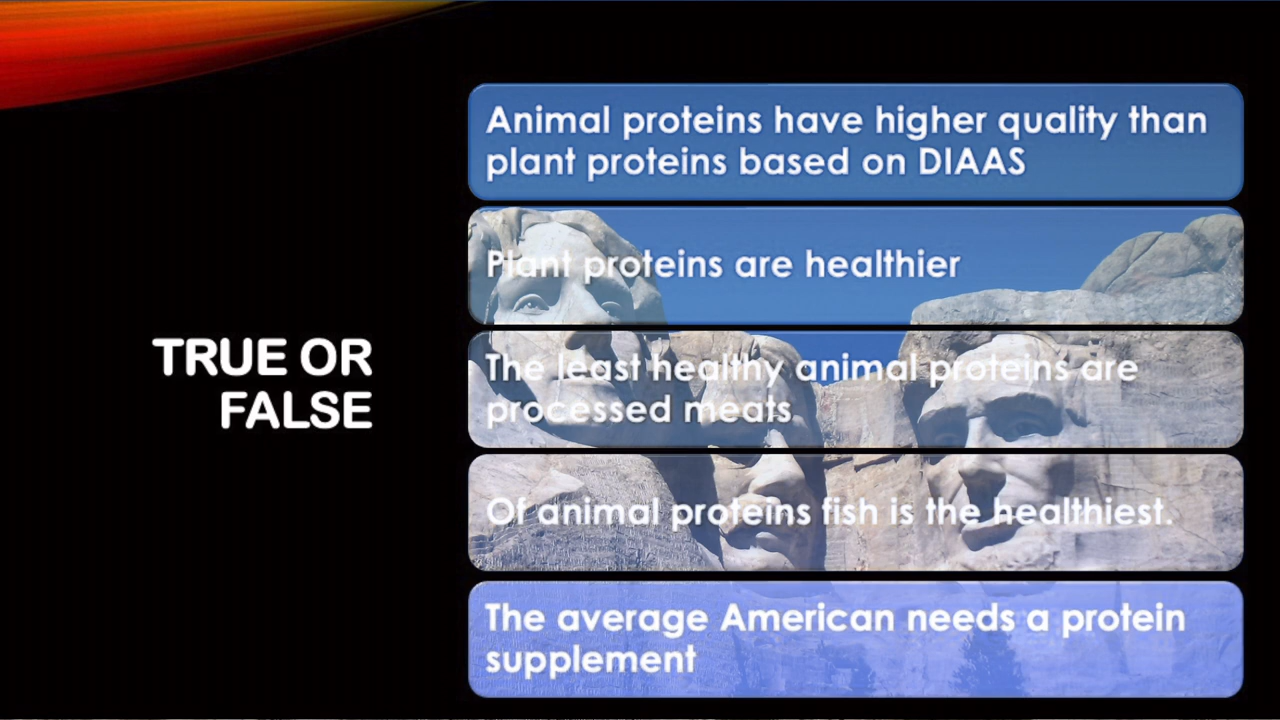 TRUE OR
FALSE
Animal proteins have higher quality than
plant proteins based on DIAAS
Plant proteins are healthier
The least healthy animal proteins are
processed meats
Of animal proteins fish is the healthiest.
The average American needs a protein
supplement